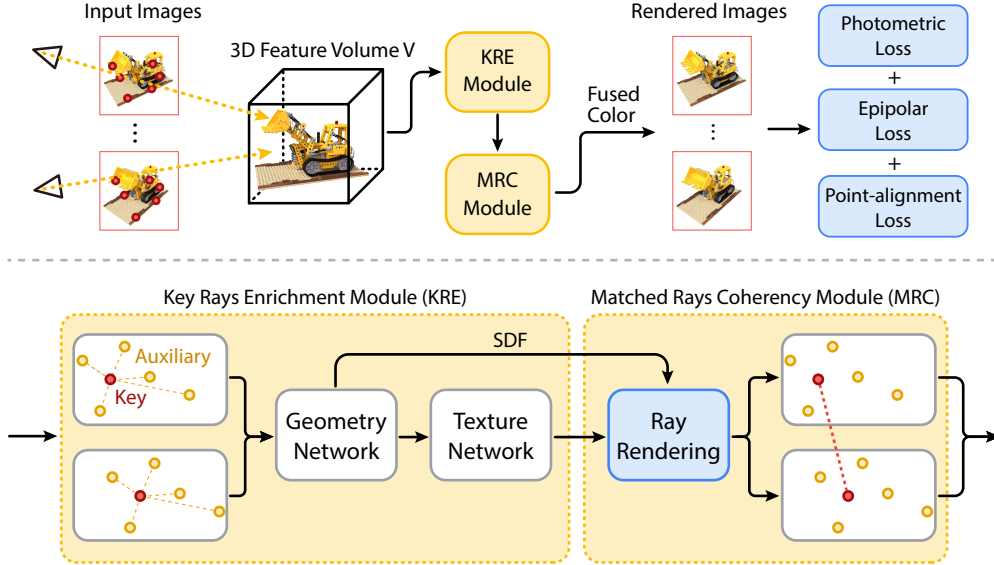 Input Images
3D Feature Volume V
KRE
Module
MRC
Module
Fused
Color
Rendered Images
Photometric
Loss
+
Epipolar
Loss
+
Point-alignment
Loss
Key Rays Enrichment Module (KRE)
Matched Rays Coherency Module (MRC)
Auxiliary
Key
SDF
Geometry
Network
Texture
Network
Ray
Rendering